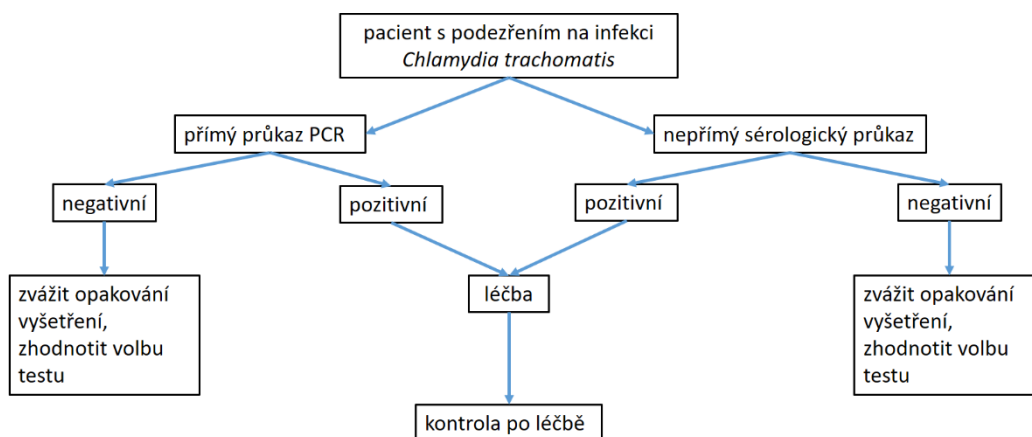 pacient s podezřením na infekci
Chlamydia trachomatis
přímý průkaz PCR
nepřímý sérologický průkaz
negativní
pozitivní
pozitivní
negativní
zvážit opakování
vyšetření,
zhodnotit volbu
testu
léčba
zvážit opakování
vyšetření,
zhodnotit volbu
testu
kontrola po léčbě